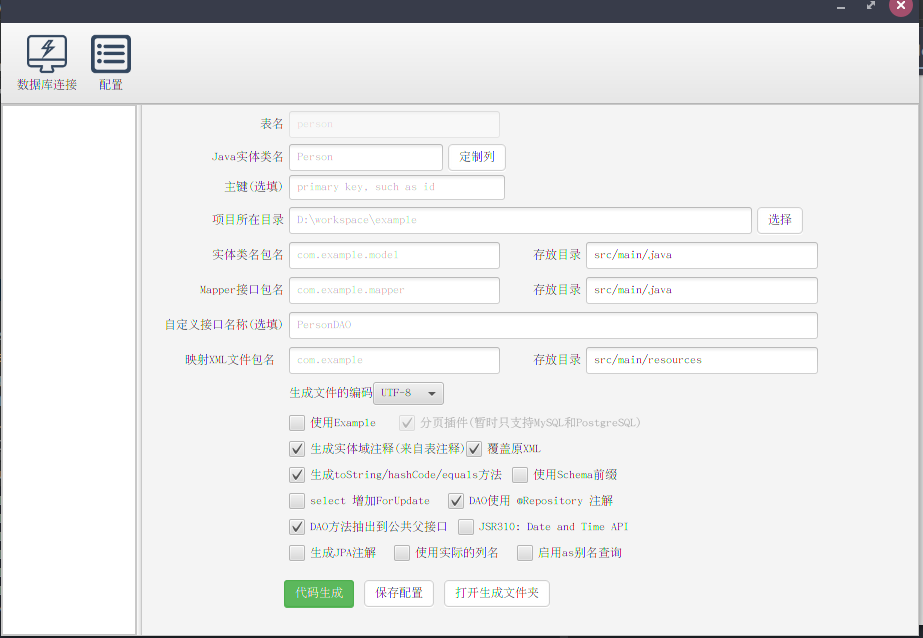 数据库连接 配置
表名 person
Java实体类名 Person 定制列
主键(选填) primary key, such as id
项目所在目录 D:\workspace\example 选择
实体类名包名 com.example.model 存放目录 src/main/java
Mapper接口包名 com.example.mapper 存放目录 src/main/java
自定义接口名称(选填) PersonDAO
映射XML文件包名 com.example 存放目录 src/main/resources
生成文件的编码 UTF-8
使用Example 分页插件(暂时只支持MySQL和PostgreSQL)
生成实体域注释(来自表注释) 覆盖原XML
生成toString/hashCode/equals方法 使用Schema前缀
select 增加ForUpdate DAO使用 @Repository 注解
DAO方法抽出到公共父接口 JSR310: Date and Time API
生成JPA注解 使用实际的列名 启用as别名查询
代码生成 保存配置 打开生成文件夹